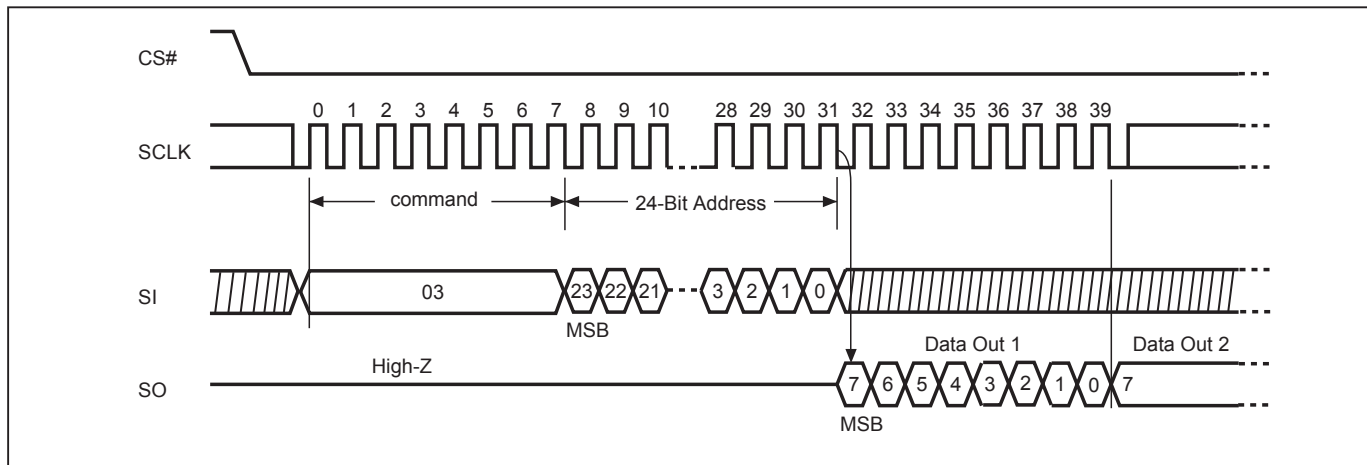 CS#
0 1 2 3 4 5 6 7 8 9 10 28 29 30 31 32 33 34 35 36 37 38 39
SCLK
command 24-Bit Address
SI 03 23 22 21 3 2 1 0
MSB
High-Z Data Out 1 Data Out 2
SO 7 6 5 4 3 2 1 0 7
MSB